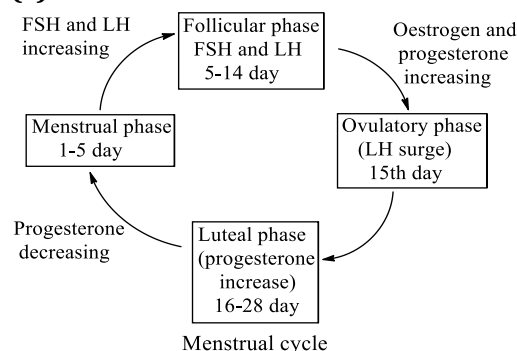 FSH and LH
increasing
Follicular phase
FSH and LH
5-14 day
Oestrogen and
progesterone
increasing
Menstrual phase
1-5 day
Ovulatory phase
(LH surge)
15th day
Progesterone
decreasing
Luteal phase
(progesterone
increase)
16-28 day
Menstrual cycle